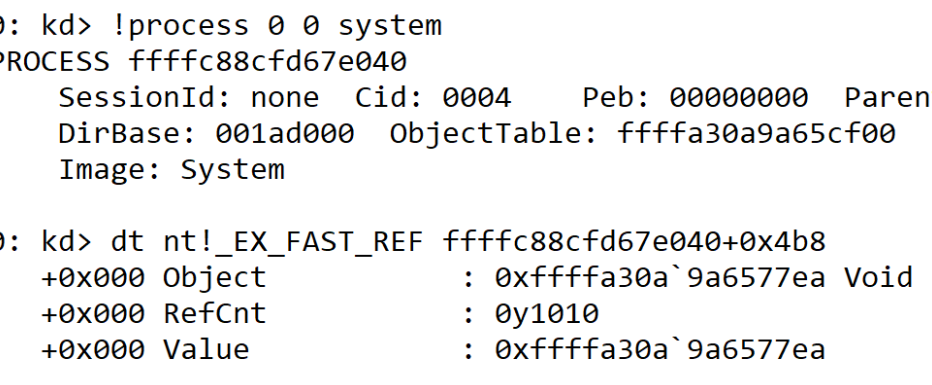 0: kd> !process 0 0 system
PROCESS ffffc88cfd67e040
SessionId: none Cid: 0004 Peb: 00000000 Paren
DirBase: 001ad000 ObjectTable: ffffa30a9a65cf00
Image: System
0: kd> dt nt!_EX_FAST_REF ffffc88cfd67e040+0x4b8
+0x000 Object : 0xffffa30a`9a6577ea Void
+0x000 RefCnt : 0y1010
+0x000 Value : 0xffffa30a`9a6577ea